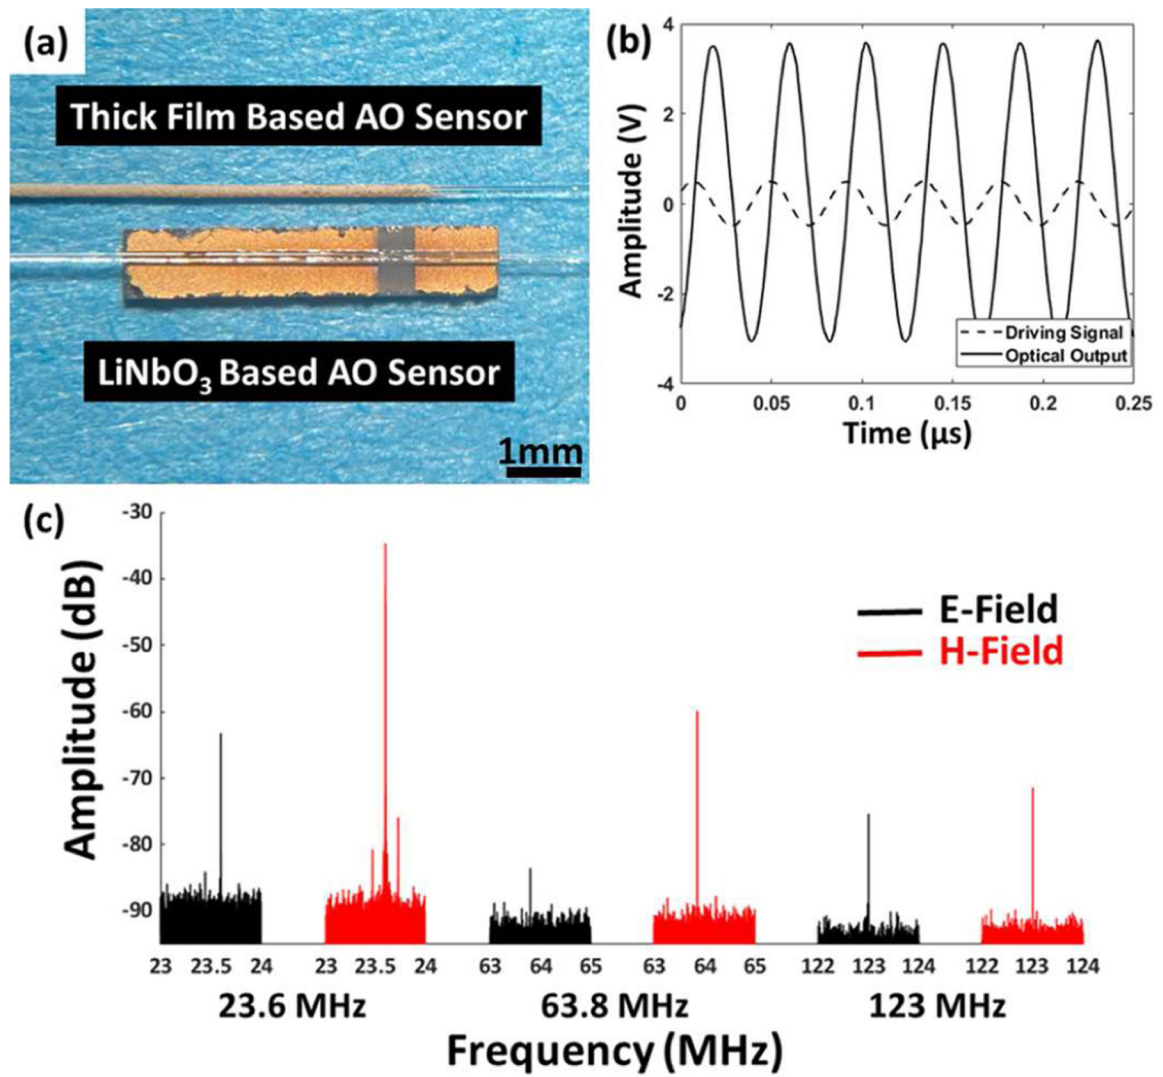 (a)
Thick Film Based AO Sensor
LiNbO₃ Based AO Sensor
1mm
(b)
Amplitude (V)
4
2
0
-2
-4
0 0.05 0.1 0.15 0.2 0.25
Time (µs)
Driving Signal
Optical Output
(c)
Amplitude (dB)
-30
-40
-50
-60
-70
-80
-90
E-Field
H-Field
23 23.5 24 23 23.5 24 63 64 65 63 64 65 122 123 124 122 123 124
23.6 MHz 63.8 MHz 123 MHz
Frequency (MHz)